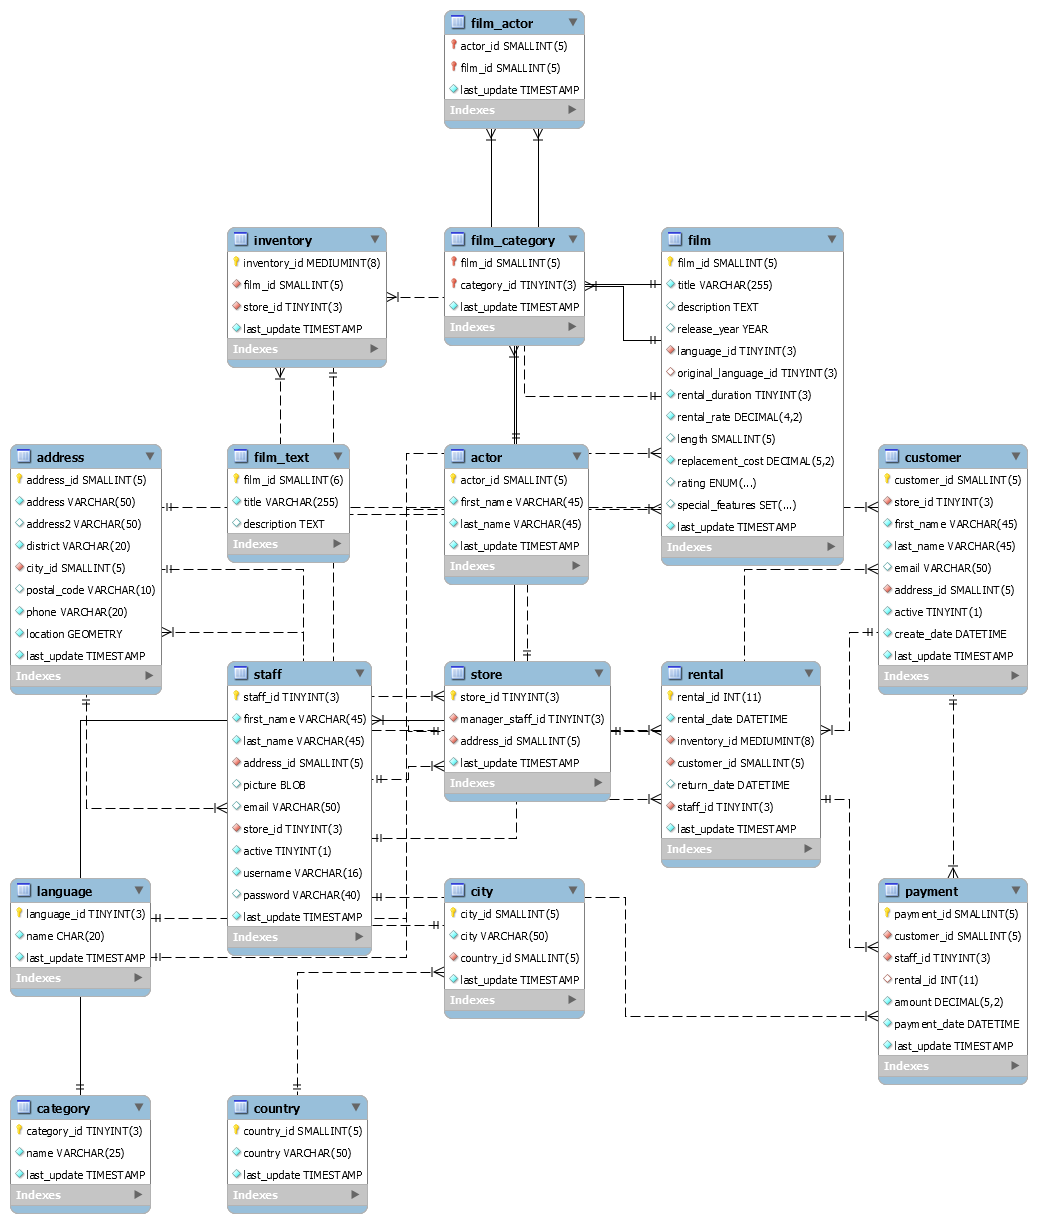 film_actor
actor_id SMALLINT(5)
film_id SMALLINT(5)
last_update TIMESTAMP
Indexes
inventory
inventory_id MEDIUMINT(8)
film_id SMALLINT(5)
store_id TINYINT(3)
last_update TIMESTAMP
Indexes
film_category
film_id SMALLINT(5)
category_id TINYINT(3)
last_update TIMESTAMP
Indexes
film
film_id SMALLINT(5)
title VARCHAR(255)
description TEXT
release_year YEAR
language_id TINYINT(3)
original_language_id TINYINT(3)
rental_duration TINYINT(3)
rental_rate DECIMAL(4,2)
length SMALLINT(5)
replacement_cost DECIMAL(5,2)
rating ENUM(...)
special_features SET(...)
last_update TIMESTAMP
Indexes
address
address_id SMALLINT(5)
address VARCHAR(50)
address2 VARCHAR(50)
district VARCHAR(20)
city_id SMALLINT(5)
postal_code VARCHAR(10)
phone VARCHAR(20)
location GEOMETRY
last_update TIMESTAMP
Indexes
film_text
film_id SMALLINT(6)
title VARCHAR(255)
description TEXT
Indexes
actor
actor_id SMALLINT(5)
first_name VARCHAR(45)
last_name VARCHAR(45)
last_update TIMESTAMP
Indexes
customer
customer_id SMALLINT(5)
store_id TINYINT(3)
first_name VARCHAR(45)
last_name VARCHAR(45)
email VARCHAR(50)
address_id SMALLINT(5)
active TINYINT(1)
create_date DATETIME
last_update TIMESTAMP
Indexes
staff
staff_id TINYINT(3)
first_name VARCHAR(45)
last_name VARCHAR(45)
address_id SMALLINT(5)
picture BLOB
email VARCHAR(50)
store_id TINYINT(3)
active TINYINT(1)
username VARCHAR(16)
password VARCHAR(40)
last_update TIMESTAMP
Indexes
store
store_id TINYINT(3)
manager_staff_id TINYINT(3)
address_id SMALLINT(5)
last_update TIMESTAMP
Indexes
rental
rental_id INT(11)
rental_date DATETIME
inventory_id MEDIUMINT(8)
customer_id SMALLINT(5)
return_date DATETIME
staff_id TINYINT(3)
last_update TIMESTAMP
Indexes
language
language_id TINYINT(3)
name CHAR(20)
last_update TIMESTAMP
Indexes
city
city_id SMALLINT(5)
city VARCHAR(50)
country_id SMALLINT(5)
last_update TIMESTAMP
Indexes
payment
payment_id SMALLINT(5)
customer_id SMALLINT(5)
staff_id TINYINT(3)
rental_id INT(11)
amount DECIMAL(5,2)
payment_date DATETIME
last_update TIMESTAMP
Indexes
category
category_id TINYINT(3)
name VARCHAR(25)
last_update TIMESTAMP
Indexes
country
country_id SMALLINT(5)
country VARCHAR(50)
last_update TIMESTAMP
Indexes